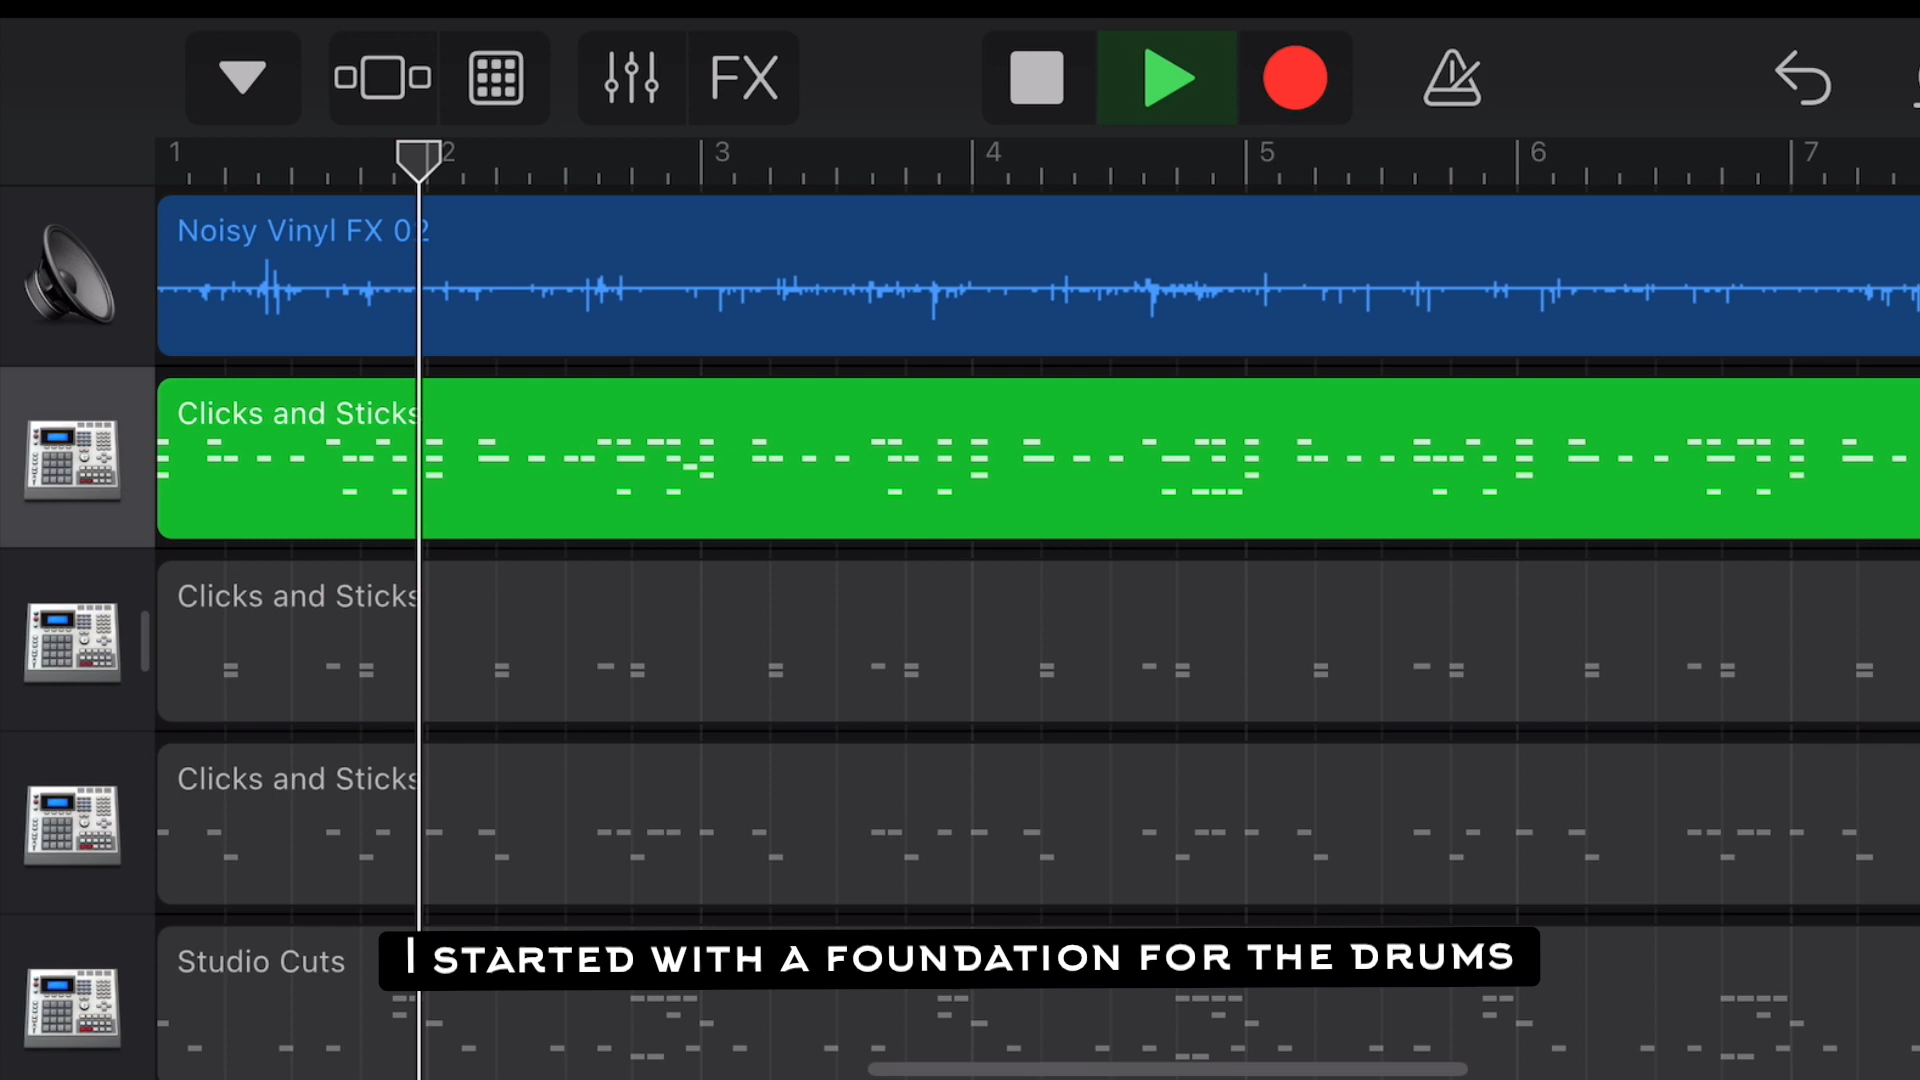 FX
1 2 3 4 5 6 7
Noisy Vinyl FX 02
Clicks and Sticks
Clicks and Sticks
Clicks and Sticks
Studio Cuts
I STARTED WITH A FOUNDATION FOR THE DRUMS